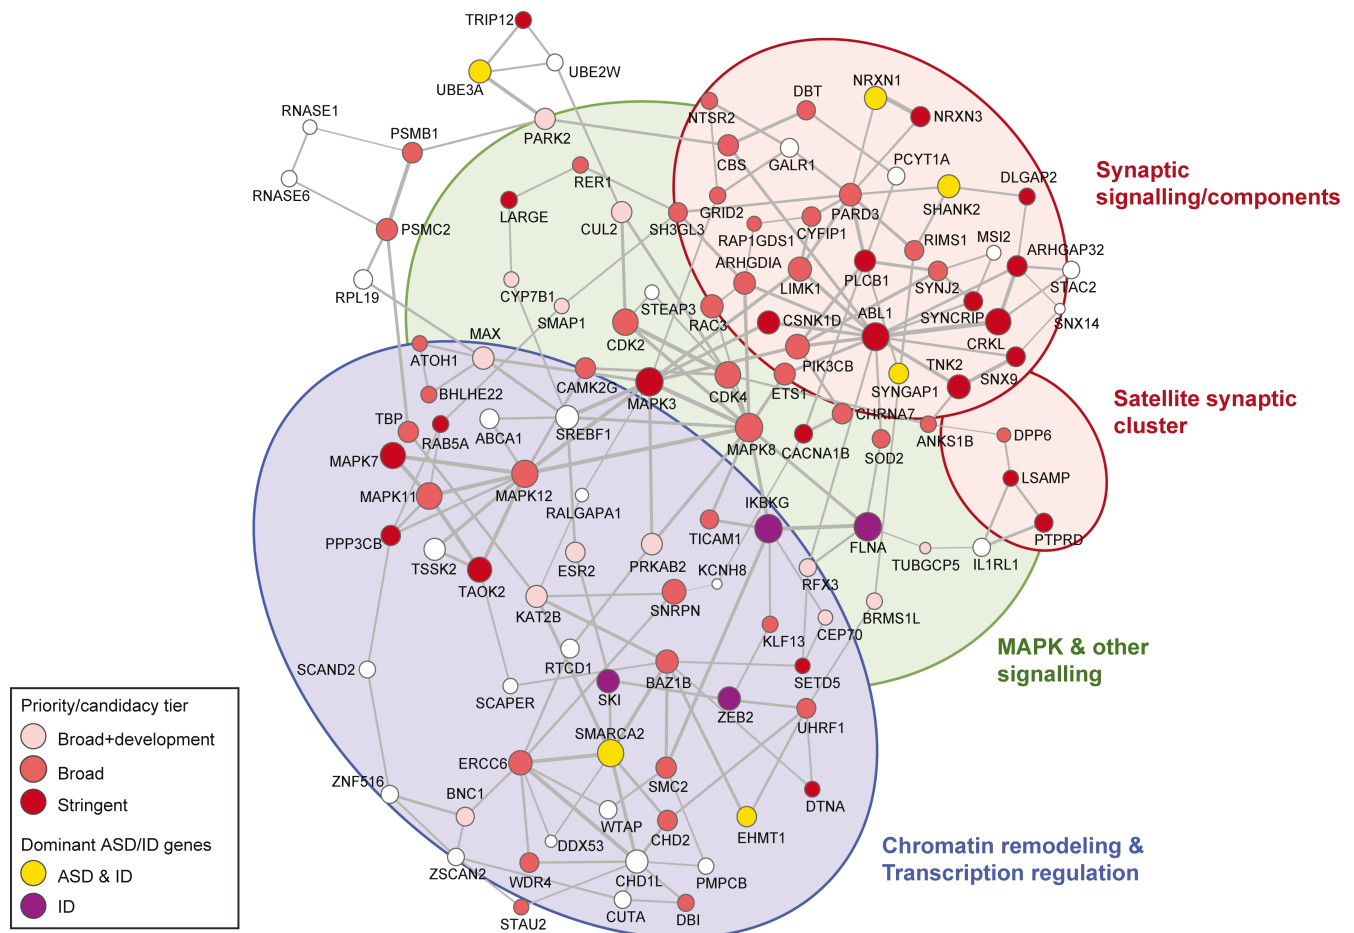 TRIP12
UBE2W
UBE3A
RNASE1
PSMB1
PARK2
RNASE6
PSMC2
RPL19
NTSR2
DBT
NRXN1
NRXN3
CBS
GALR1
PCYT1A
DLGAP2
Synaptic
signalling/components
RER1
LARGE
CUL2
SH3GL3
GRID2
PARD3
SHANK2
RAP1GDS1
CYFIP1
RIMS1
MSI2
ARHGAP32
ARHGDIA
LIMK1
PLCB1
SYNJ2
STAC2
CYP7B1
SMAP1
STEAP3
RAC3
CSNK1D
ABL1
SYNCRIP
SNX14
CRKL
CDK2
PIK3CB
TNK2
SNX9
MAX
ATOH1
BHLHE22
CAMK2G
MAPK3
CDK4
ETS1
SYNGAP1
Satellite synaptic
cluster
TBP
RAB5A
ABCA1
SREBF1
MAPK8
CHRNA7
CACNA1B
SOD2
ANKS1B
DPP6
MAPK7
MAPK11
MAPK12
LSAMP
RALGAPA1
IKBKG
PPP3CB
TSSK2
TAOK2
ESR2
PRKAB2
TICAM1
FLNA
TUBGCP5
IL1RL1
PTPRD
KCNH8
RFX3
KAT2B
SNRPN
BRMS1L
KLF13
CEP70
MAPK & other
signalling
SCAND2
RTCD1
SCAPER
SKI
BAZ1B
SETD5
ZEB2
UHRF1
Priority/candidacy tier
Broad+development
Broad
Stringent
Dominant ASD/ID genes
ASD & ID
ID
SMARCA2
ERCC6
SMC2
ZNF516
BNC1
DTNA
WTAP
CHD2
EHMT1
DDX53
Chromatin remodeling &
Transcription regulation
ZSCAN2
WDR4
CHD1L
PMPCB
STAU2
CUTA
DBI